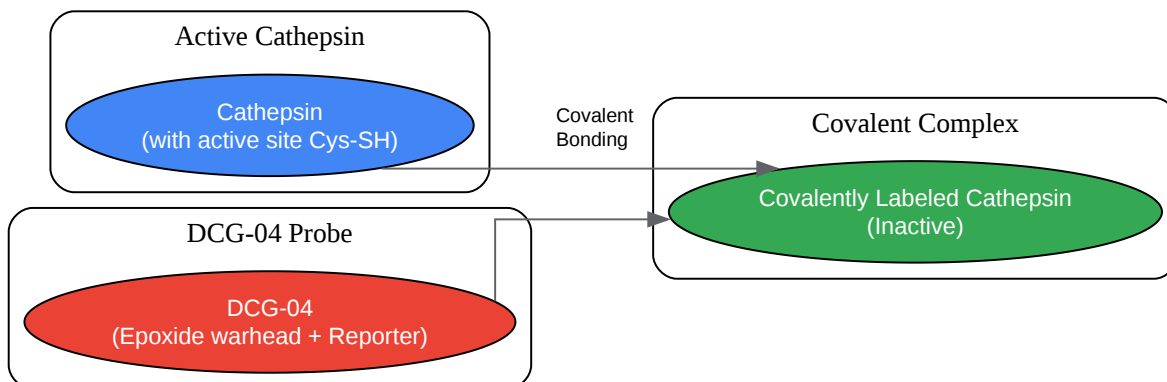 Active Cathepsin
Cathepsin
(with active site Cys-SH)
Covalent
Bonding
Covalent Complex
Covalently Labeled Cathepsin
(Inactive)
DCG-04 Probe
DCG-04
(Epoxide warhead + Reporter)